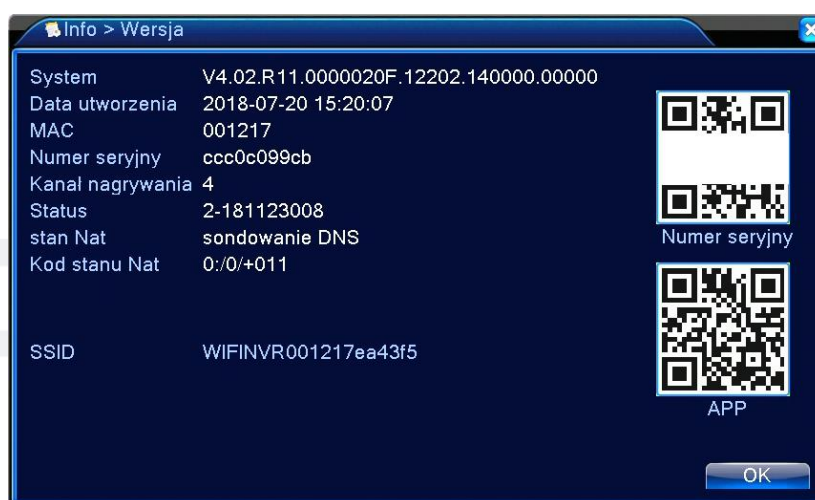 Info > Wersja
System V4.02.R11.0000020F.12202.140000.00000
Data utworzenia 2018-07-20 15:20:07
MAC 001217
Numer seryjny ccc0c099cb
Kanał nagrywania 4
Status 2-181123008
stan Nat sondowanie DNS
Kod stanu Nat 0:/0/+011
Numer seryjny
SSID WIFINVR001217ea43f5
APP
OK